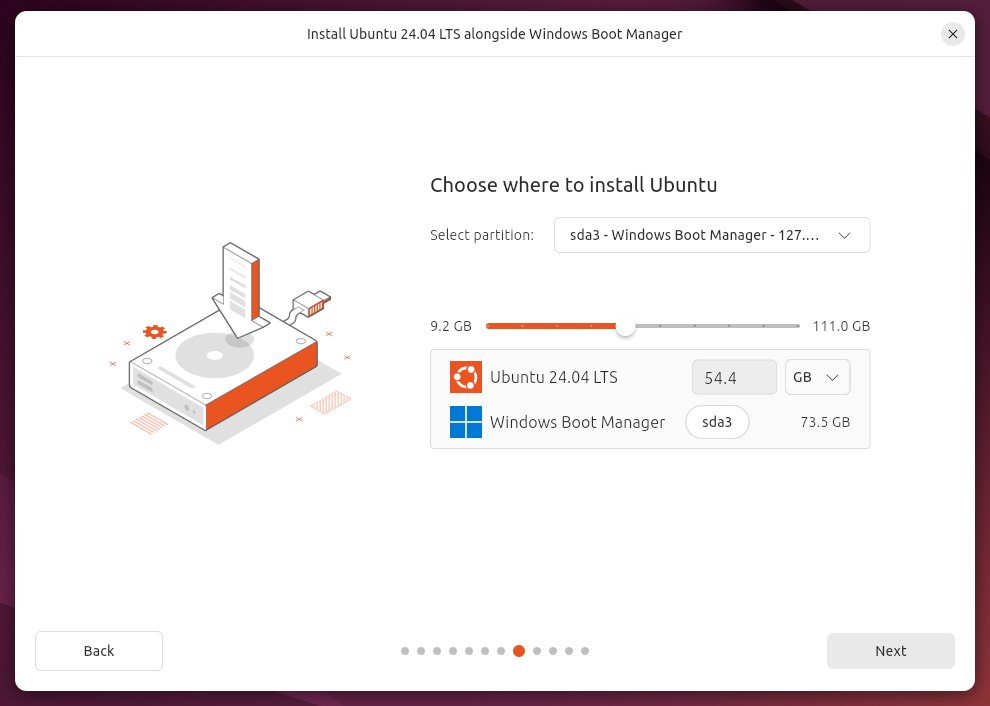 Install Ubuntu 24.04 LTS alongside Windows Boot Manager
Choose where to install Ubuntu
Select partition: sda3 - Windows Boot Manager - 127....
9.2 GB 111.0 GB
Ubuntu 24.04 LTS 54.4 GB
Windows Boot Manager sda3 73.5 GB
Back Next